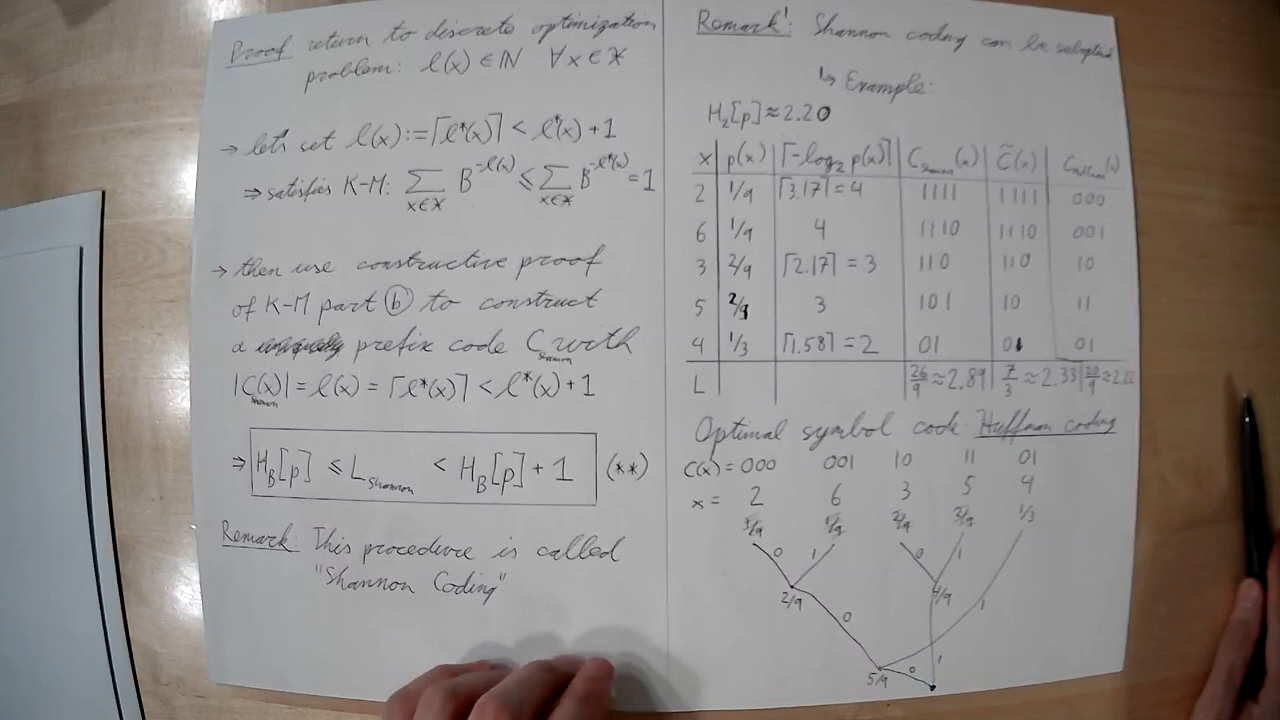 Proof return to discrete optimization
problem: l(x) ∈ ℕ ∀x∈𝒳
→ let's set l(x):=⌈l*(x)⌉ < l*(x)+1
⇒ satisfies K-M: ∑_{x∈𝒳} B^{-l(x)} ≤ ∑_{x∈𝒳} B^{-l*(x)} = 1
→ then use constructive proof
of K-M part ⓑ to construct
a prefix code C_Shannon with
|C_Shannon(x)| = l(x) = ⌈l*(x)⌉ < l*(x)+1
⇒ H_B[p] ≤ L_Shannon < H_B[p] + 1 (**)
Remark: This procedure is called
"Shannon Coding"
Remark: Shannon coding can be
↳ Example:
H₂[p]≈2.20
x p(x) ⌈-log₂ p(x)⌉ C_Shannon(x) C̃(x) C_Huffman(x)
2 1/9 ⌈3.17⌉=4 1111 1111 000
6 1/9 4 1110 1110 001
3 2/9 ⌈2.17⌉=3 110 110 10
5 2/9 3 101 10 11
4 1/3 ⌈1.58⌉=2 01 01 01
L 26/9≈2.89 7/3≈2.33 20/9≈2.22
Optimal symbol code: Huffman coding
C(x)= 000 001 10 11 01
x = 2 6 3 5 4
1/9 1/9 2/9 2/9 1/3
0 1 0 1
2/9 4/9 1
0
5/9 0 1